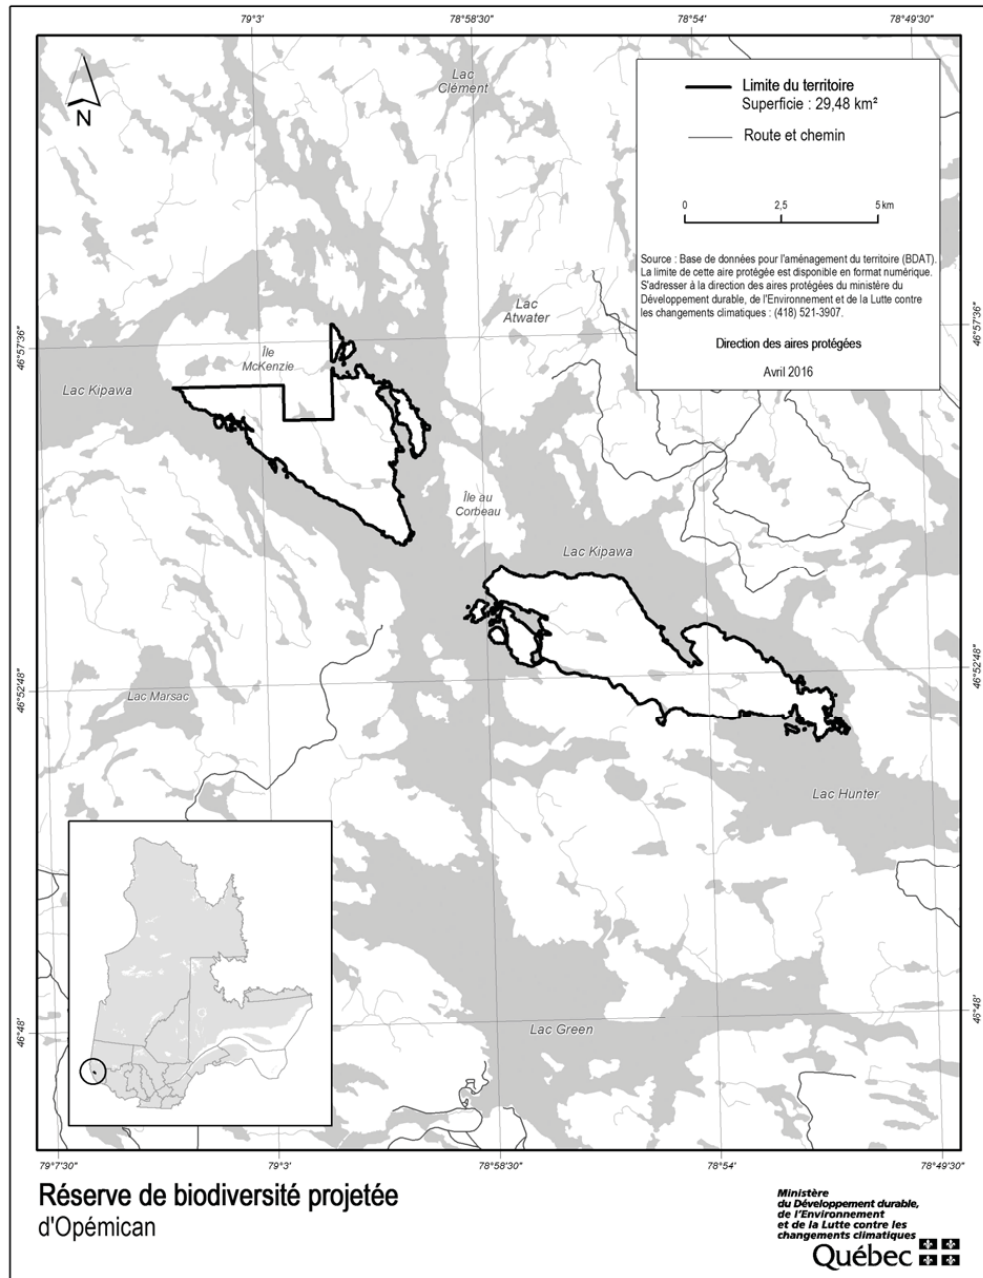 79°3'
78°58'30"
78°54'
78°49'30"
Lac
Clément
N
Limite du territoire
Superficie : 29,48 km²
Route et chemin
0
2,5
5 km
Source : Base de données pour l'aménagement du territoire (BDAT).
La limite de cette aire protégée est disponible en format numérique.
S'adresser à la direction des aires protégées du ministère du
Développement durable, de l'Environnement et de la Lutte contre
les changements climatiques : (418) 521-3907.
Direction des aires protégées
Avril 2016
Lac
Atwater
46°57'36"
46°57'36"
Île
McKenzie
Lac Kipawa
Île au
Corbeau
Lac Kipawa
46°52'48"
46°52'48"
Lac Marsac
Lac Hunter
46°48'
46°48'
Lac Green
79°7'30"
79°3'
78°58'30"
78°54'
78°49'30"
Réserve de biodiversité projetée
d'Opémican
Ministère
du Développement durable,
de l'Environnement
et de la Lutte contre les
changements climatiques
Québec